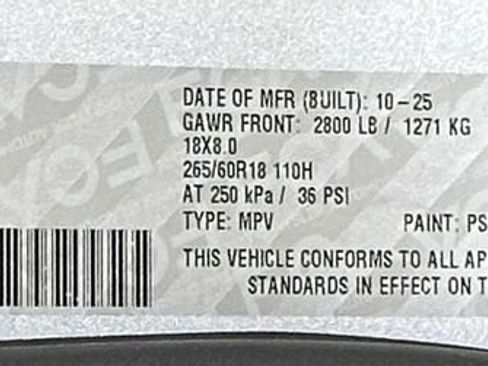 DATE OF MFR (BUILT): 10-25
GAWR FRONT: 2800 LB / 1271 KG
18X8.0
265/60R18 110H
AT 250 kPa / 36 PSI
TYPE: MPV PAINT: PS
THIS VEHICLE CONFORMS TO ALL AP
STANDARDS IN EFFECT ON T